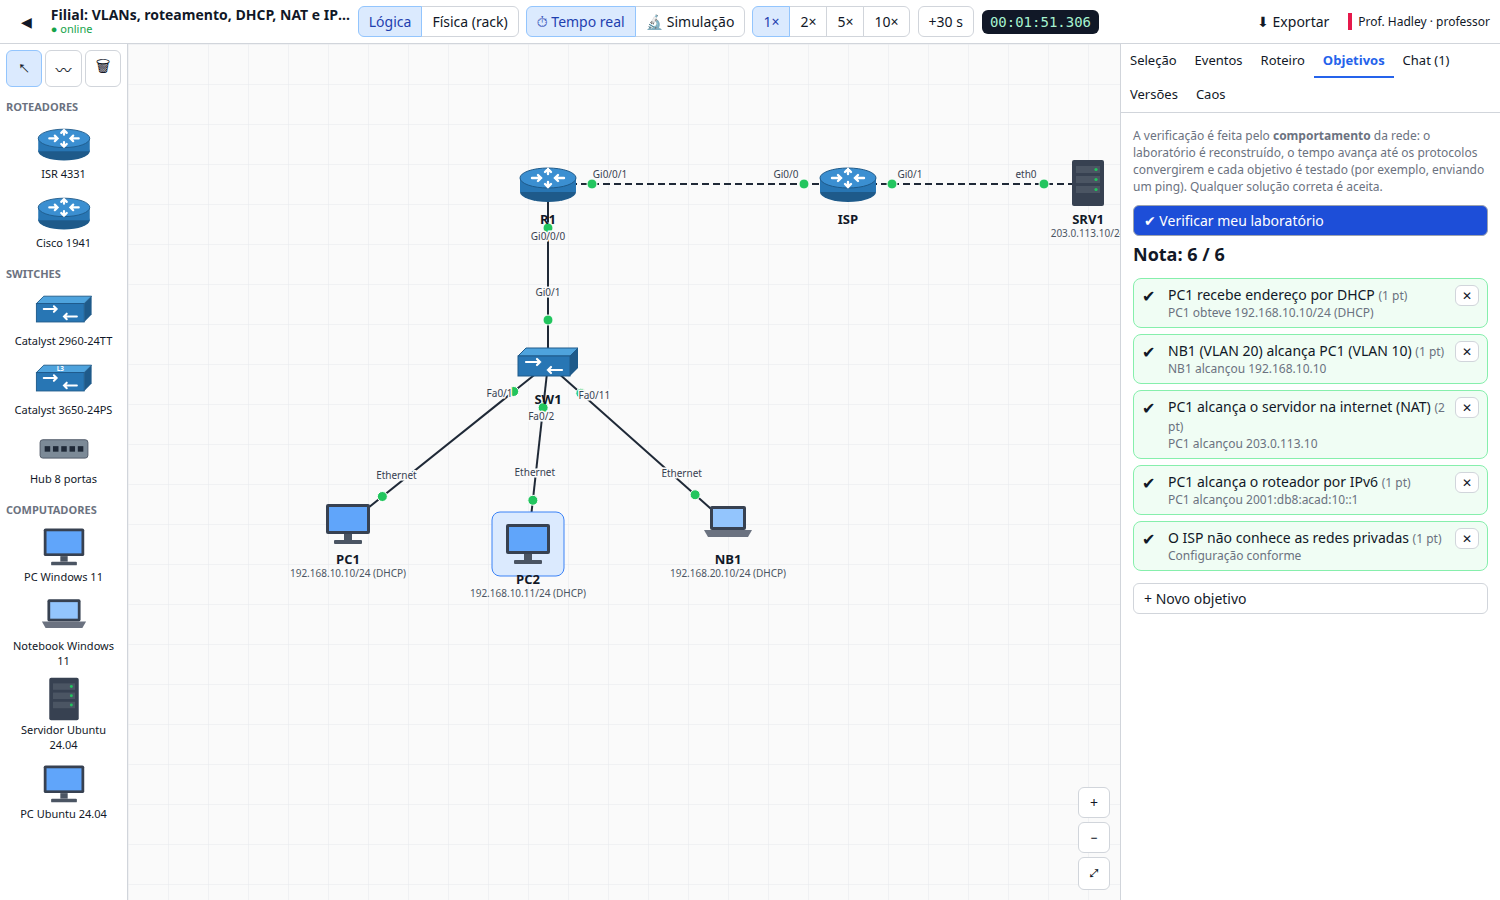 ◀
Filial: VLANs, roteamento, DHCP, NAT e IP...
● online
Lógica
Física (rack)
⏱ Tempo real
🔬 Simulação
1×
2×
5×
10×
+30 s
00:01:51.306
⬇ Exportar
Prof. Hadley · professor
ROTEADORES
ISR 4331
Cisco 1941
SWITCHES
Catalyst 2960-24TT
L3
Catalyst 3650-24PS
Hub 8 portas
COMPUTADORES
PC Windows 11
Notebook Windows
11
Servidor Ubuntu
24.04
PC Ubuntu 24.04
Gi0/0/1
Gi0/0
Gi0/1
eth0
R1
Gi0/0/0
ISP
SRV1
203.0.113.10/2
Gi0/1
Fa0/1
SW1
Fa0/11
Fa0/2
Ethernet
Ethernet
Ethernet
PC1
192.168.10.10/24 (DHCP)
PC2
192.168.10.11/24 (DHCP)
NB1
192.168.20.10/24 (DHCP)
+
−
⤢
Seleção
Eventos
Roteiro
Objetivos
Chat (1)
Versões
Caos
A verificação é feita pelo comportamento da rede: o
laboratório é reconstruído, o tempo avança até os protocolos
convergirem e cada objetivo é testado (por exemplo, enviando
um ping). Qualquer solução correta é aceita.
✔ Verificar meu laboratório
Nota: 6 / 6
✔ PC1 recebe endereço por DHCP (1 pt) ✕
PC1 obteve 192.168.10.10/24 (DHCP)
✔ NB1 (VLAN 20) alcança PC1 (VLAN 10) (1 pt) ✕
NB1 alcançou 192.168.10.10
✔ PC1 alcança o servidor na internet (NAT) (2 ✕
pt)
PC1 alcançou 203.0.113.10
✔ PC1 alcança o roteador por IPv6 (1 pt) ✕
PC1 alcançou 2001:db8:acad:10::1
✔ O ISP não conhece as redes privadas (1 pt) ✕
Configuração conforme
+ Novo objetivo